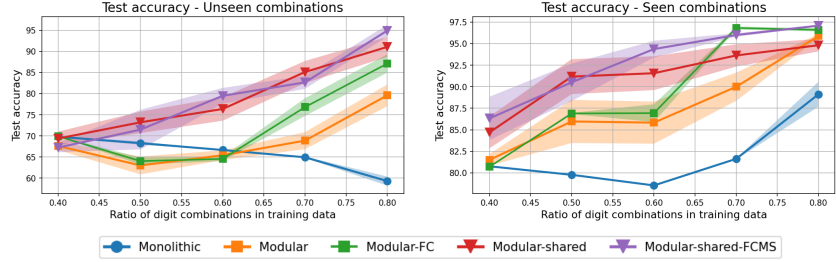 Test accuracy - Unseen combinations
Test accuracy
95
90
85
80
75
70
65
60
0.40 0.45 0.50 0.55 0.60 0.65 0.70 0.75 0.80
Ratio of digit combinations in training data
Test accuracy - Seen combinations
Test accuracy
97.5
95.0
92.5
90.0
87.5
85.0
82.5
80.0
0.40 0.45 0.50 0.55 0.60 0.65 0.70 0.75 0.80
Ratio of digit combinations in training data
Monolithic Modular Modular-FC Modular-shared Modular-shared-FCMS